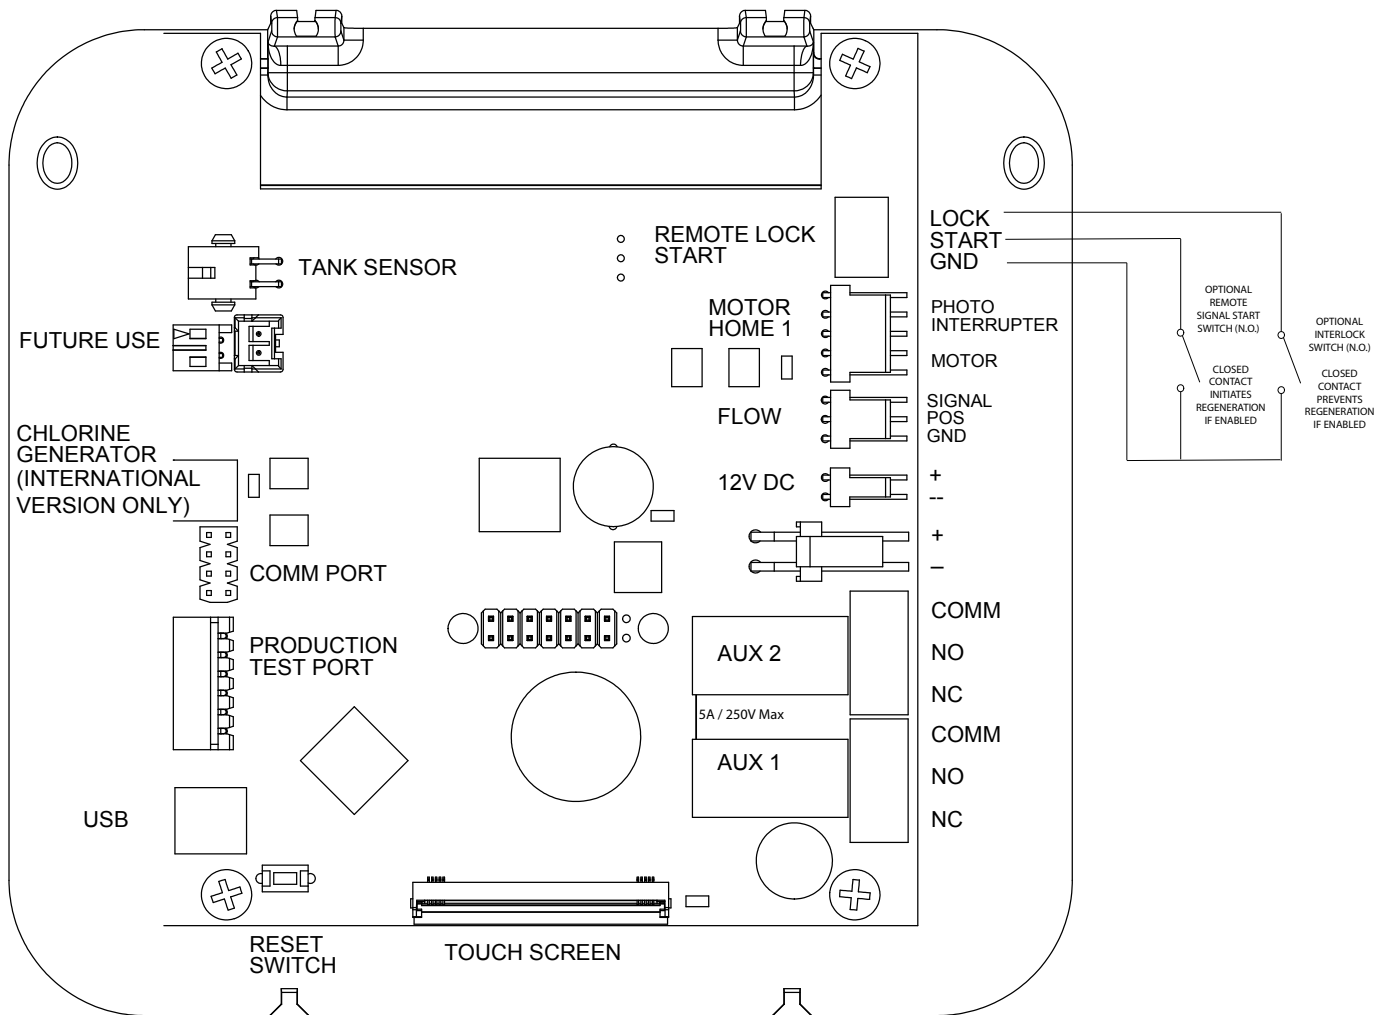 REMOTE LOCK
START
LOCK
START
GND
TANK SENSOR
MOTOR
HOME 1
PHOTO
INTERRUPTER
MOTOR
OPTIONAL
REMOTE
SIGNAL START
SWITCH (N.O.)
CLOSED
CONTACT
INITIATES
REGENERATION
IF ENABLED
OPTIONAL
INTERLOCK
SWITCH (N.O.)
CLOSED
CONTACT
PREVENTS
REGENERATION
IF ENABLED
FUTURE USE
FLOW
SIGNAL
POS
GND
CHLORINE
GENERATOR
(INTERNATIONAL
VERSION ONLY)
12V DC
+
--
+
–
COMM PORT
PRODUCTION
TEST PORT
AUX 2
COMM
NO
NC
5A / 250V Max
AUX 1
COMM
NO
NC
USB
RESET
SWITCH
TOUCH SCREEN